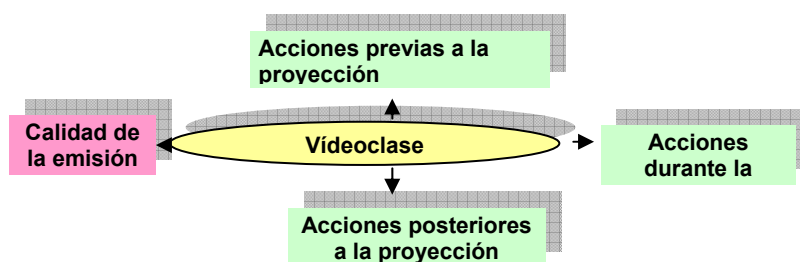 Acciones previas a la
proyección
Calidad de
la emisión
Vídeoclase
Acciones
durante la
Acciones posteriores
a la proyección